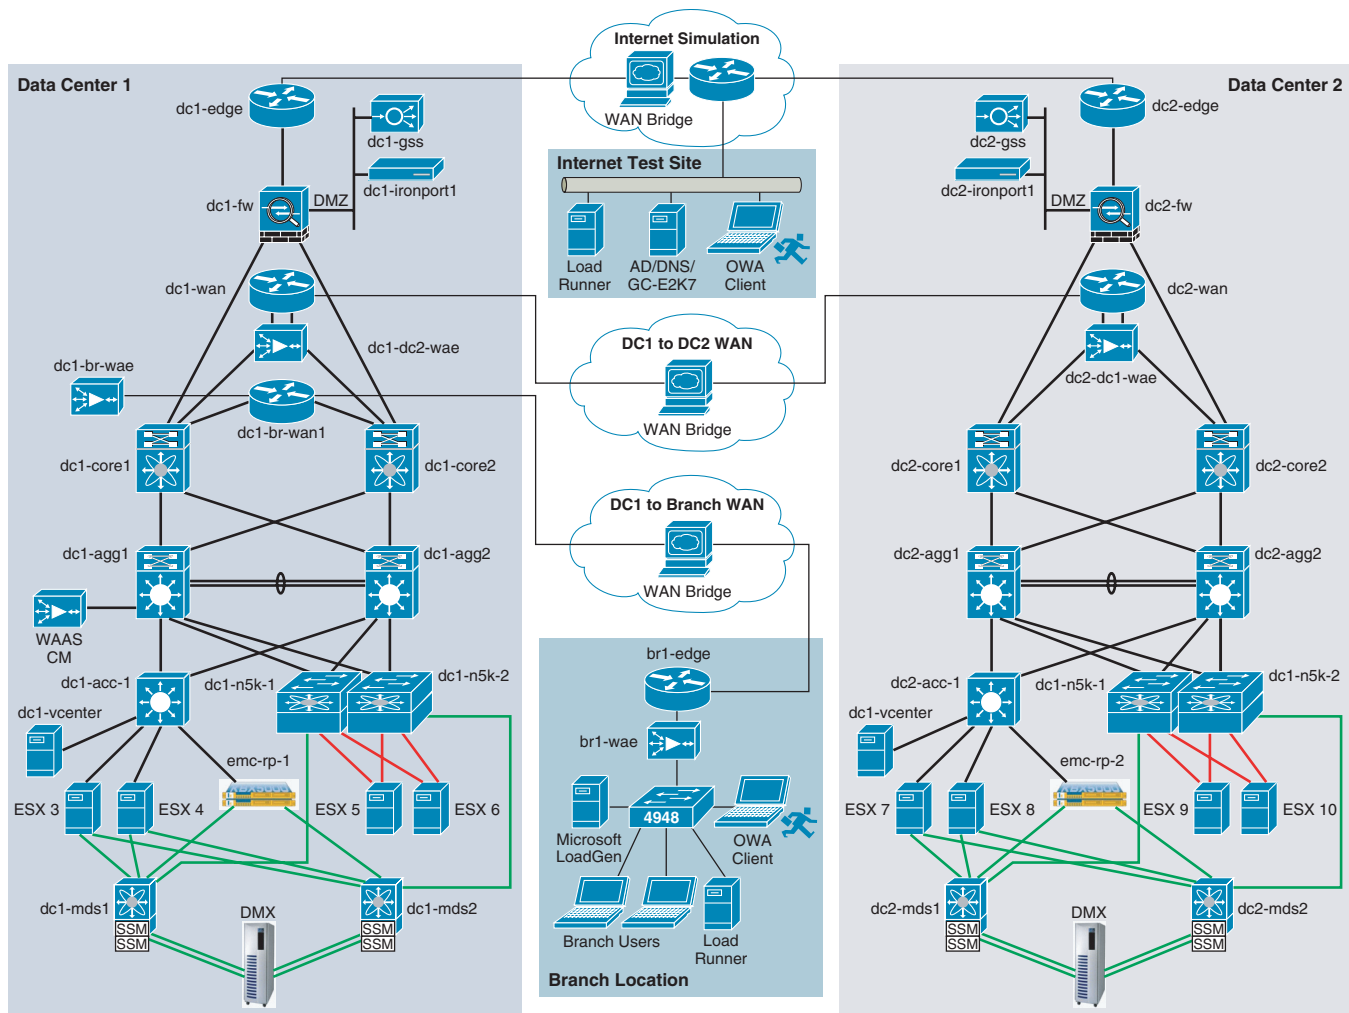 Data Center 1
dc1-edge
dc1-gss
dc1-ironport1
dc1-fw
DMZ
dc1-wan
dc1-dc2-wae
dc1-br-wae
dc1-br-wan1
dc1-core1
dc1-core2
dc1-agg1
dc1-agg2
WAAS
CM
dc1-acc-1
dc1-n5k-1
dc1-n5k-2
dc1-vcenter
emc-rp-1
ESX 3
ESX 4
ESX 5
ESX 6
dc1-mds1
dc1-mds2
SSM
SSM
SSM
SSM
DMX
Internet Simulation
WAN Bridge
Internet Test Site
Load
Runner
AD/DNS/
GC-E2K7
OWA
Client
DC1 to DC2 WAN
WAN Bridge
DC1 to Branch WAN
WAN Bridge
br1-edge
br1-wae
4948
Microsoft
LoadGen
OWA
Client
Branch Users
Load
Runner
Branch Location
Data Center 2
dc2-edge
dc2-gss
dc2-ironport1
DMZ
dc2-fw
dc2-wan
dc2-dc1-wae
dc2-core1
dc2-core2
dc2-agg1
dc2-agg2
dc2-acc-1
dc1-n5k-1
dc1-n5k-2
dc1-vcenter
emc-rp-2
ESX 7
ESX 8
ESX 9
ESX 10
dc2-mds1
dc2-mds2
SSM
SSM
SSM
SSM
DMX